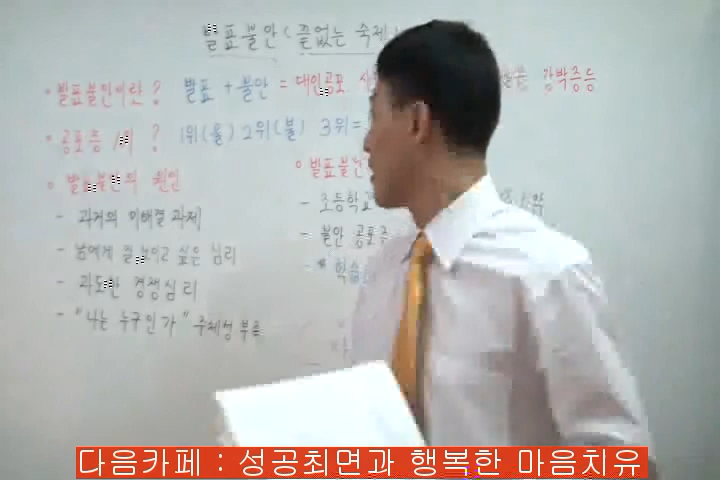 발표불안 (끝없는 숙제
• 발표불안이란 ? 발표 + 불안 = 대인공포 강박증등
• 공포증 1위 ? 1위(물) 2위(불) 3위=
• 발표불안의 원인
- 과거의 미해결 과제
- 남에게 잘보이고 싶은 심리
- 과도한 경쟁심리
- "나는 누구인가" 주체성 부족
• 발표불안
- 초등학교
- 불안 공포증
- * 학습
다음카페 : 성공최면과 행복한 마음치유